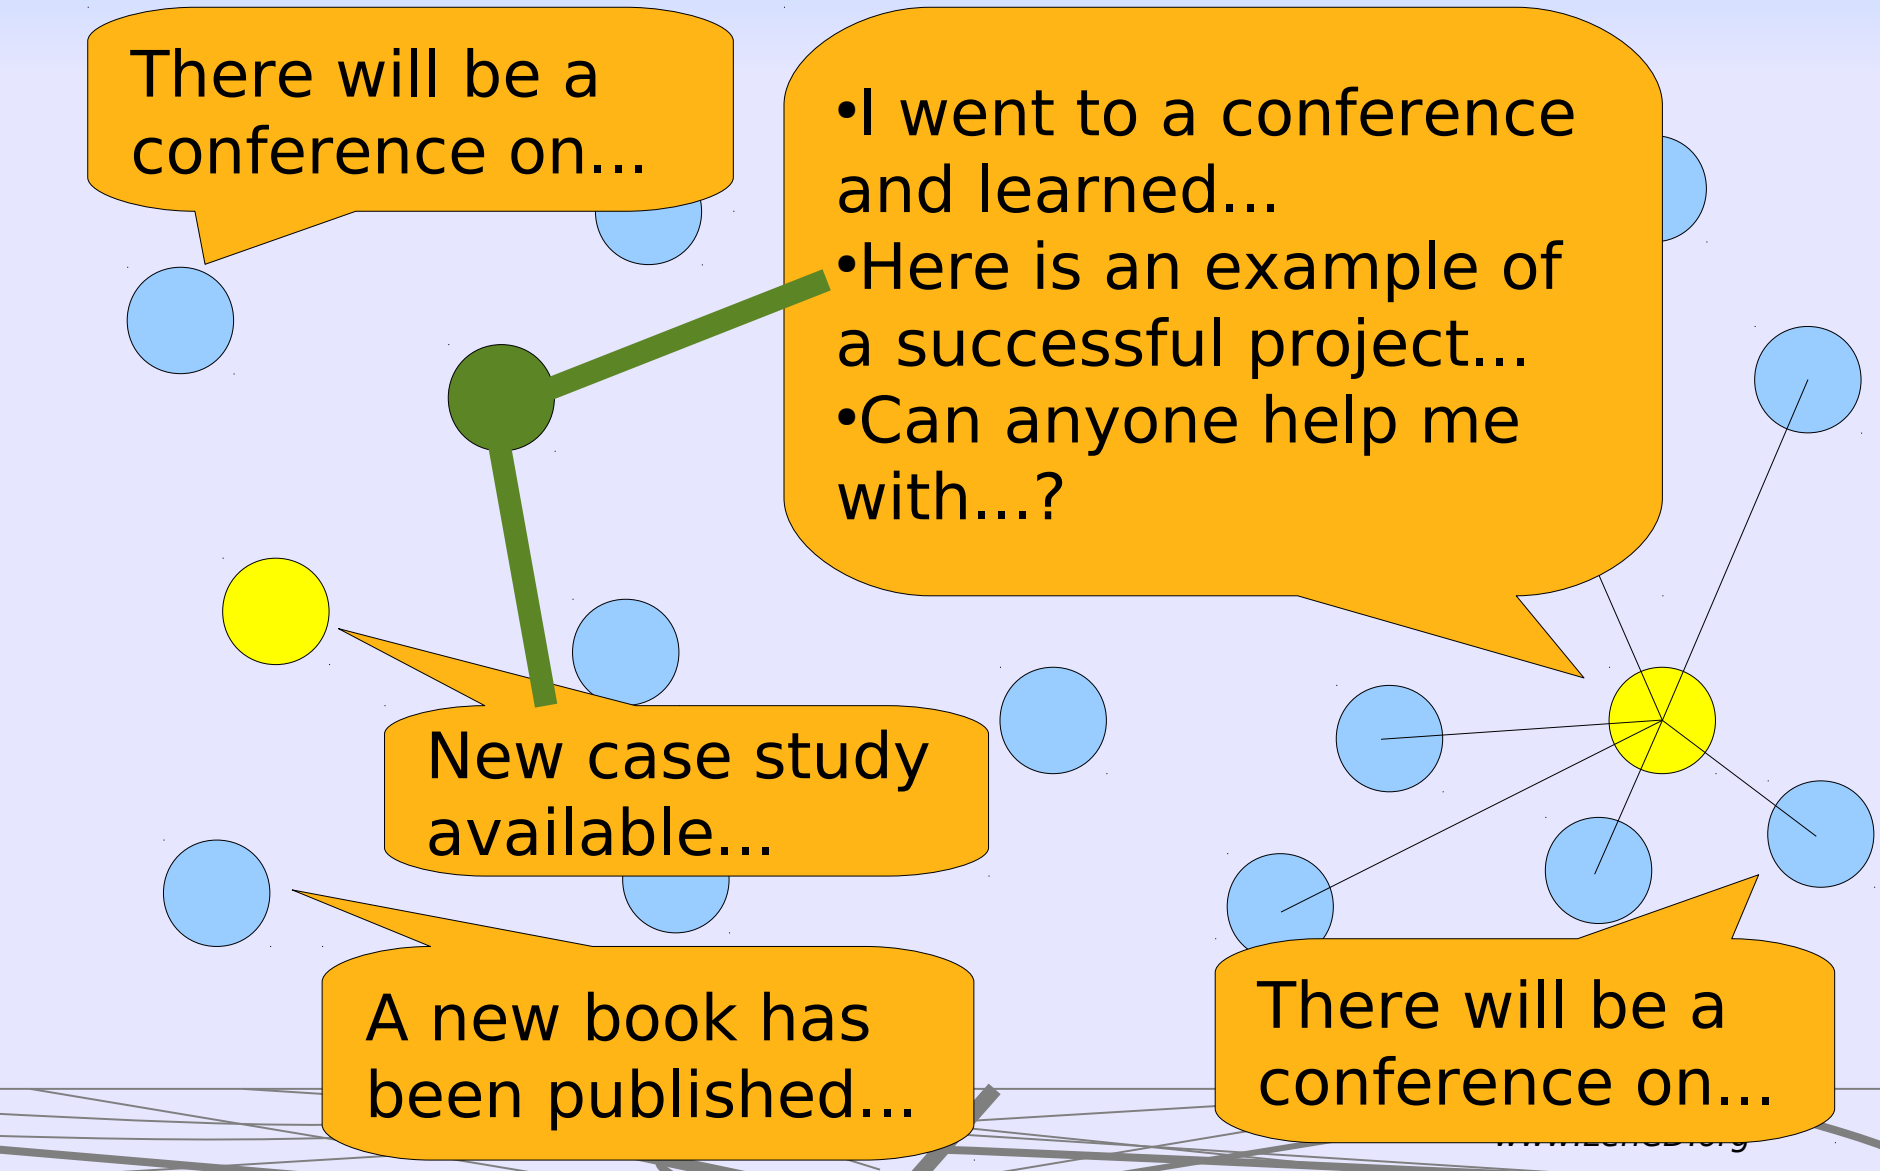 There will be a
conference on...
•I went to a conference
and learned...
•Here is an example of
a successful project...
•Can anyone help me
with...?
New case study
available...
A new book has
been published...
There will be a
conference on...